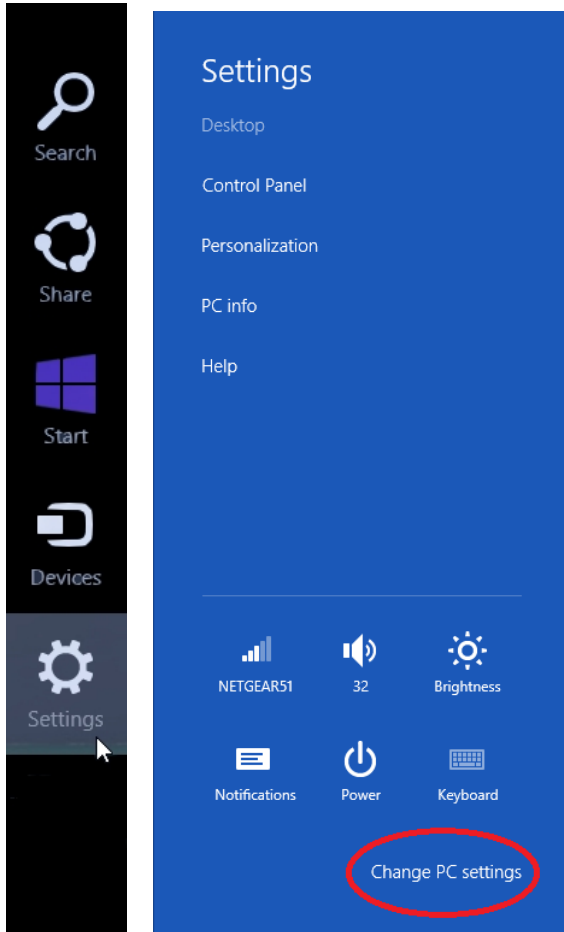 Search
Share
Start
Devices
Settings
Settings
Desktop
Control Panel
Personalization
PC info
Help
NETGEAR51
32
Brightness
Notifications
Power
Keyboard
Change PC settings